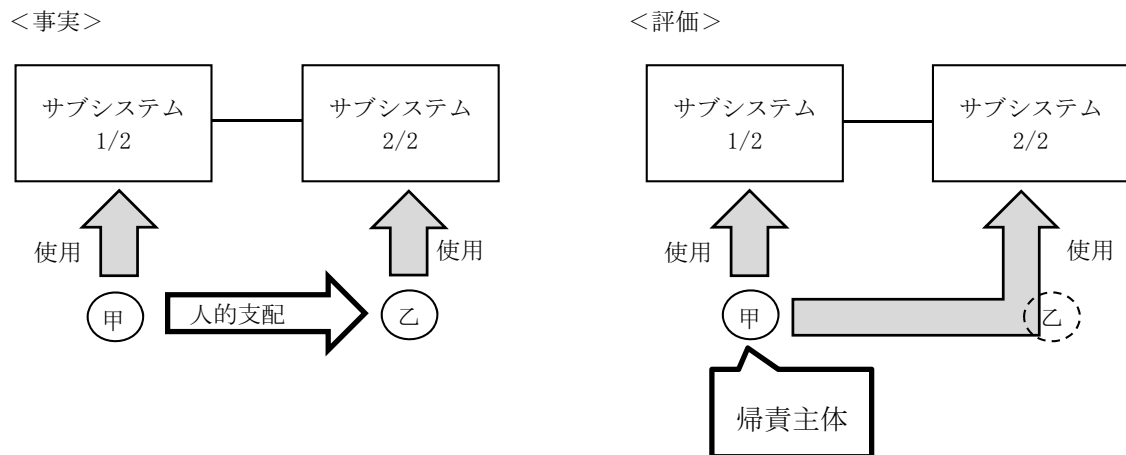 ＜事実＞
サブシステム
1/2
サブシステム
2/2
使用
使用
甲
人的支配
乙
＜評価＞
サブシステム
1/2
サブシステム
2/2
使用
使用
甲
乙
帰責主体